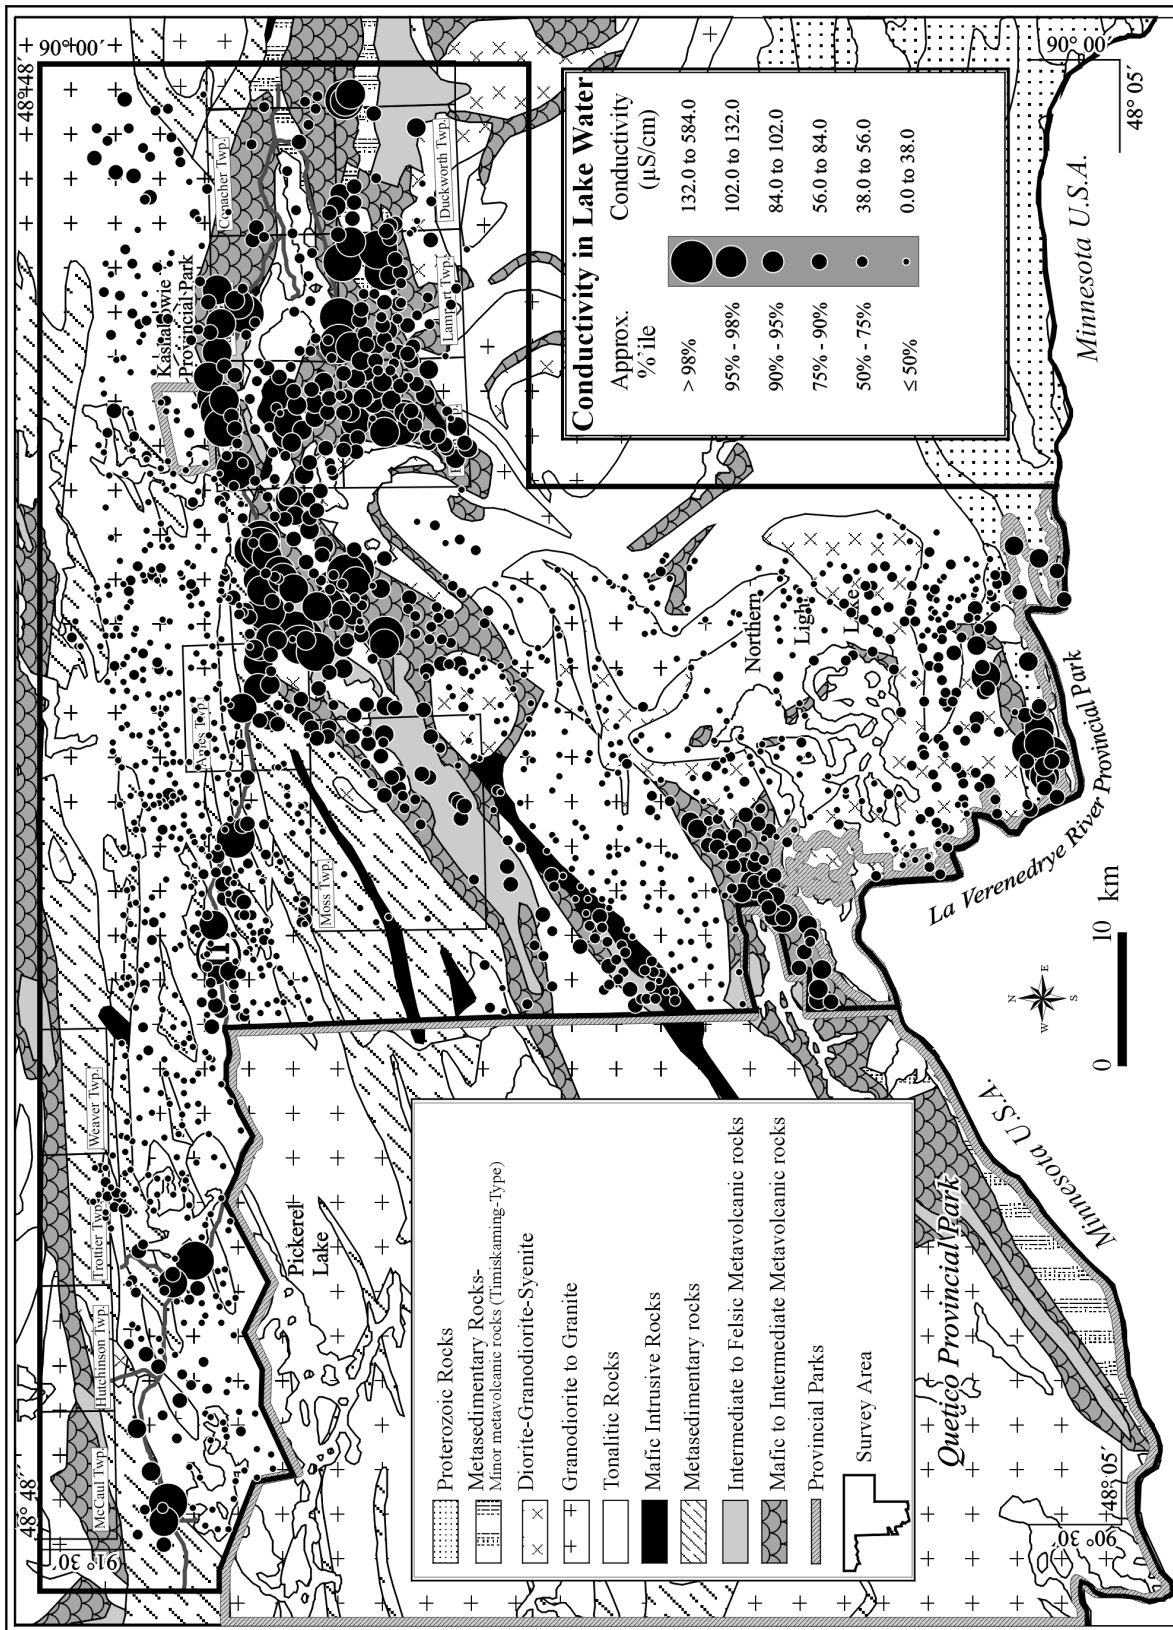 48°48′
90°00′
Conacher Twp.
Duckworth Twp.
Kashabowie
Provincial Park
Ames Twp.
Moss Twp.
Weaver Twp.
Trottier Twp.
Hutchinson Twp.
McCaul Twp.
48° 48′
91° 30′
Pickerel
Lake
Northern
Ligh
Lake
Conductivity in Lake Water
Approx.
%'ile
Conductivity
(µS/cm)
> 98%
132.0 to 584.0
95% - 98%
102.0 to 132.0
90% - 95%
84.0 to 102.0
75% - 90%
56.0 to 84.0
50% - 75%
38.0 to 56.0
≤ 50%
0.0 to 38.0
90° 00
48° 05′
Minnesota U.S.A.
La Verenedrye River Provincial Park
N
E
S
W
0
10
km
Minnesota U.S.A.
Quetico Provincial Park
48° 05′
90° 30′
Proterozoic Rocks
Metasedimentary Rocks-
Minor metavolcanic rocks (Timiskaming-Type)
Diorite-Granodiorite-Syenite
Granodiorite to Granite
Tonalitic Rocks
Mafic Intrusive Rocks
Metasedimentary rocks
Intermediate to Felsic Metavolcanic rocks
Mafic to Intermediate Metavolcanic rocks
Provincial Parks
Survey Area